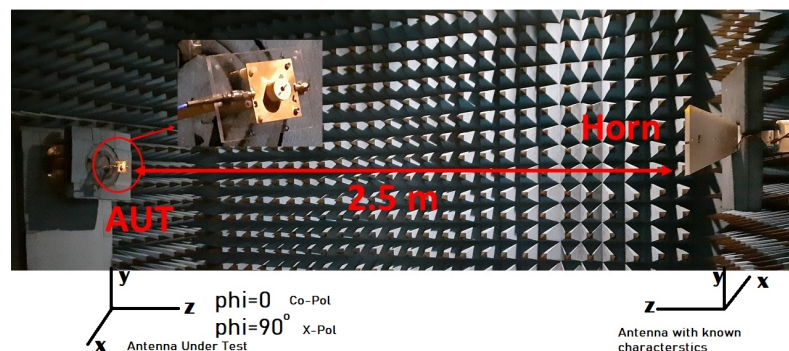 Horn
2.5 m
AUT
y
z
x
phi=0 Co-Pol
phi=90° X-Pol
Antenna Under Test
y
x
z
Antenna with known
characterstics